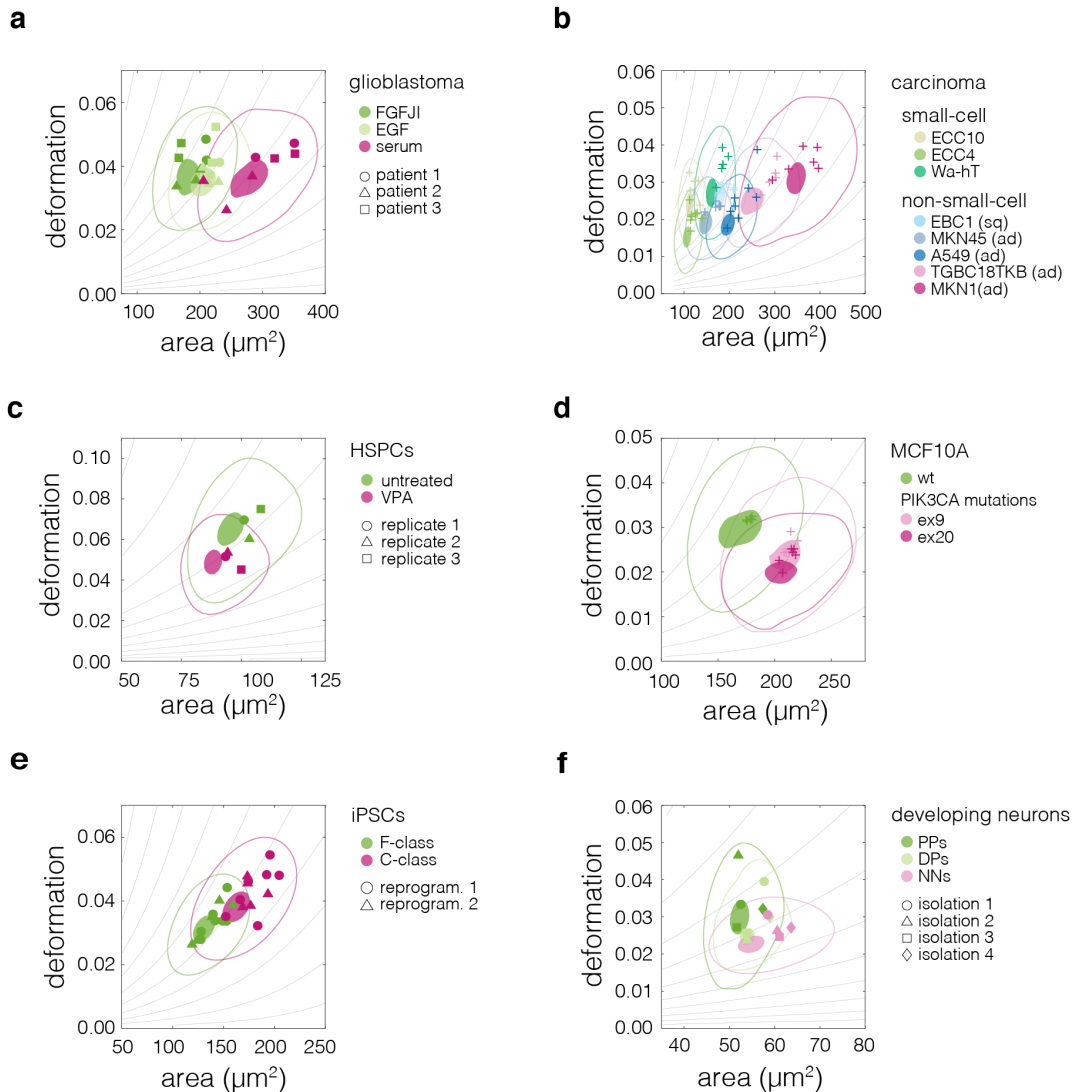 a
glioblastoma
FGFJI
EGF
serum
patient 1
patient 2
patient 3
0.06
0.04
0.02
0.00
deformation
100 200 300 400
area (µm²)
b
carcinoma
small-cell
ECC10
ECC4
Wa-hT
non-small-cell
EBC1 (sq)
MKN45 (ad)
A549 (ad)
TGBC18TKB (ad)
MKN1(ad)
0.06
0.05
0.04
0.03
0.02
0.01
0.00
deformation
100 200 300 400 500
area (µm²)
c
HSPCs
untreated
VPA
replicate 1
replicate 2
replicate 3
0.10
0.08
0.06
0.04
0.02
0.00
deformation
50 75 100 125
area (µm²)
d
MCF10A
wt
PIK3CA mutations
ex9
ex20
0.05
0.04
0.03
0.02
0.01
0.00
deformation
100 150 200 250
area (µm²)
e
iPSCs
F-class
C-class
reprogram. 1
reprogram. 2
0.06
0.04
0.02
0.00
deformation
50 100 150 200 250
area (µm²)
f
developing neurons
PPs
DPs
NNs
isolation 1
isolation 2
isolation 3
isolation 4
0.06
0.05
0.04
0.03
0.02
0.01
0.00
deformation
40 50 60 70 80
area (µm²)